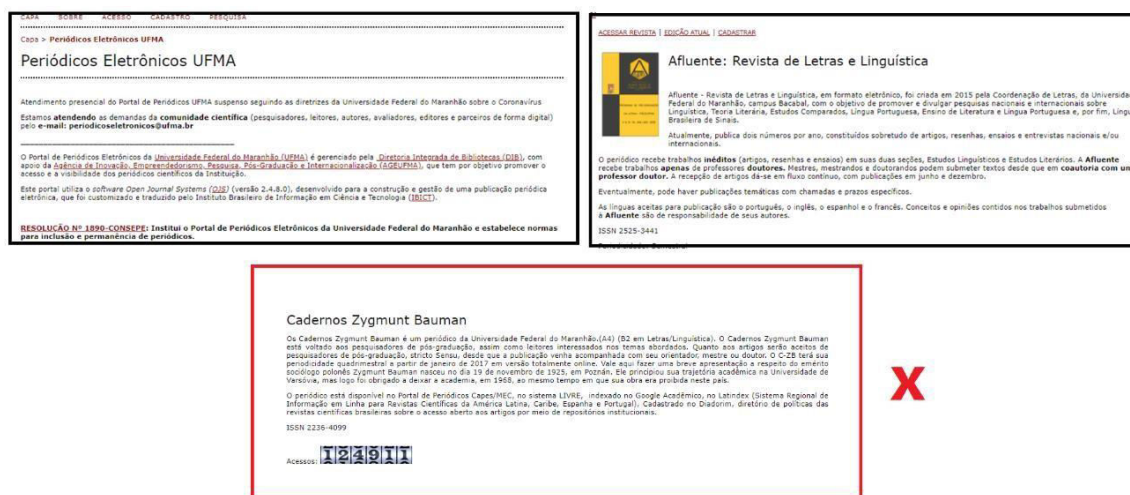 CAPA SOBRE ACESSO CADASTRO PESQUISA
Capa > Periódicos Eletrônicos UFMA
Periódicos Eletrônicos UFMA
Atendimento presencial do Portal de Periódicos UFMA suspenso seguindo as diretrizes da Universidade Federal do Maranhão sobre o Coronavírus
Estamos atendendo as demandas da comunidade científica (pesquisadores, leitores, autores, avaliadores, editores e parceiros de forma digital)
pelo e-mail: periodicoseletronicos@ufma.br
O Portal de Periódicos Eletrônicos da Universidade Federal do Maranhão (UFMA) é gerenciado pela Diretoria Integrada de Bibliotecas (DIB), com
apoio da Agência de Inovação, Empreendedorismo, Pesquisa, Pós-Graduação e Internacionalização (AGEUFMA), que tem por objetivo promover o
acesso e a visibilidade dos periódicos científicos da Instituição.
Este portal utiliza o software Open Journal Systems (OJS) (versão 2.4.8.0), desenvolvido para a construção e gestão de uma publicação periódica
eletrônica, que foi customizado e traduzido pelo Instituto Brasileiro de Informação em Ciência e Tecnologia (IBICT).
RESOLUÇÃO Nº 1890-CONSEPE: Institui o Portal de Periódicos Eletrônicos da Universidade Federal do Maranhão e estabelece normas
para inclusão e permanência de periódicos.
ACESSAR REVISTA | EDIÇÃO ATUAL | CADASTRAR
Afluente: Revista de Letras e Linguística
Afluente - Revista de Letras e Linguística, em formato eletrônico, foi criada em 2015 pela Coordenação de Letras, da Universida
Federal do Maranhão, campus Bacabal, com o objetivo de promover e divulgar pesquisas nacionais e internacionais sobre
Linguística, Teoria Literária, Estudos Comparados, Língua Portuguesa, Ensino de Literatura e Língua Portuguesa e, por fim, Língu
Brasileira de Sinais.
Atualmente, publica dois números por ano, constituídos sobretudo de artigos, resenhas, ensaios e entrevistas nacionais e/ou
internacionais.
O periódico recebe trabalhos inéditos (artigos, resenhas e ensaios) em suas duas seções, Estudos Linguísticos e Estudos Literários. A Afluente
recebe trabalhos apenas de professores doutores. Mestres, mestrandos e doutorandos podem submeter textos desde que em coautoria com um
professor doutor. A recepção de artigos dá-se em fluxo contínuo, com publicações em junho e dezembro.
Eventualmente, pode haver publicações temáticas com chamadas e prazos específicos.
As línguas aceitas para publicação são o português, o inglês, o espanhol e o francês. Conceitos e opiniões contidos nos trabalhos submetidos
à Afluente são de responsabilidade de seus autores.
ISSN 2525-3441
Cadernos Zygmunt Bauman
Os Cadernos Zygmunt Bauman é um periódico da Universidade Federal do Maranhão.(A4) (B2 em Letras/Linguística). O Cadernos Zygmunt Bauman
está voltado aos pesquisadores de pós-graduação, assim como leitores interessados nos temas abordados. Quanto aos artigos serão aceitos de
pesquisadores de pós-graduação, stricto Sensu, desde que a publicação venha acompanhada com seu orientador, mestre ou doutor. O C-ZB terá sua
periodicidade quadrimestral a partir de janeiro de 2017 em versão totalmente online. Vale aqui fazer uma breve apresentação a respeito do emérito
sociólogo polonês Zygmunt Bauman nasceu no dia 19 de novembro de 1925, em Poznán. Ele principiou sua trajetória acadêmica na Universidade de
Varsóvia, mas logo foi obrigado a deixar a academia, em 1968, ao mesmo tempo em que sua obra era proibida neste país.
O periódico está disponível no Portal de Periódicos Capes/MEC, no sistema LIVRE, indexado no Google Acadêmico, no Latindex (Sistema Regional de
Informação em Linha para Revistas Científicas da América Latina, Caribe, Espanha e Portugal). Cadastrado no Diadorim, diretório de políticas das
revistas científicas brasileiras sobre o acesso aberto aos artigos por meio de repositórios institucionais.
ISSN 2236-4099
Acessos: 124911
X